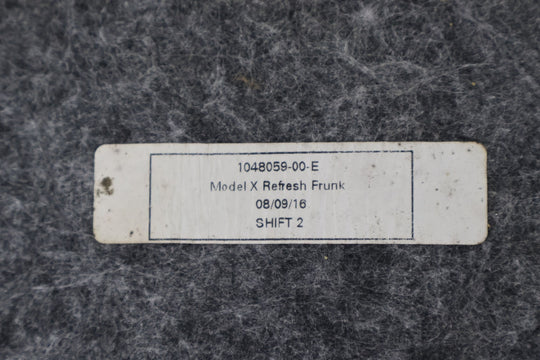 1048059-00-E
Model X Refresh Frunk
08/09/16
SHIFT 2